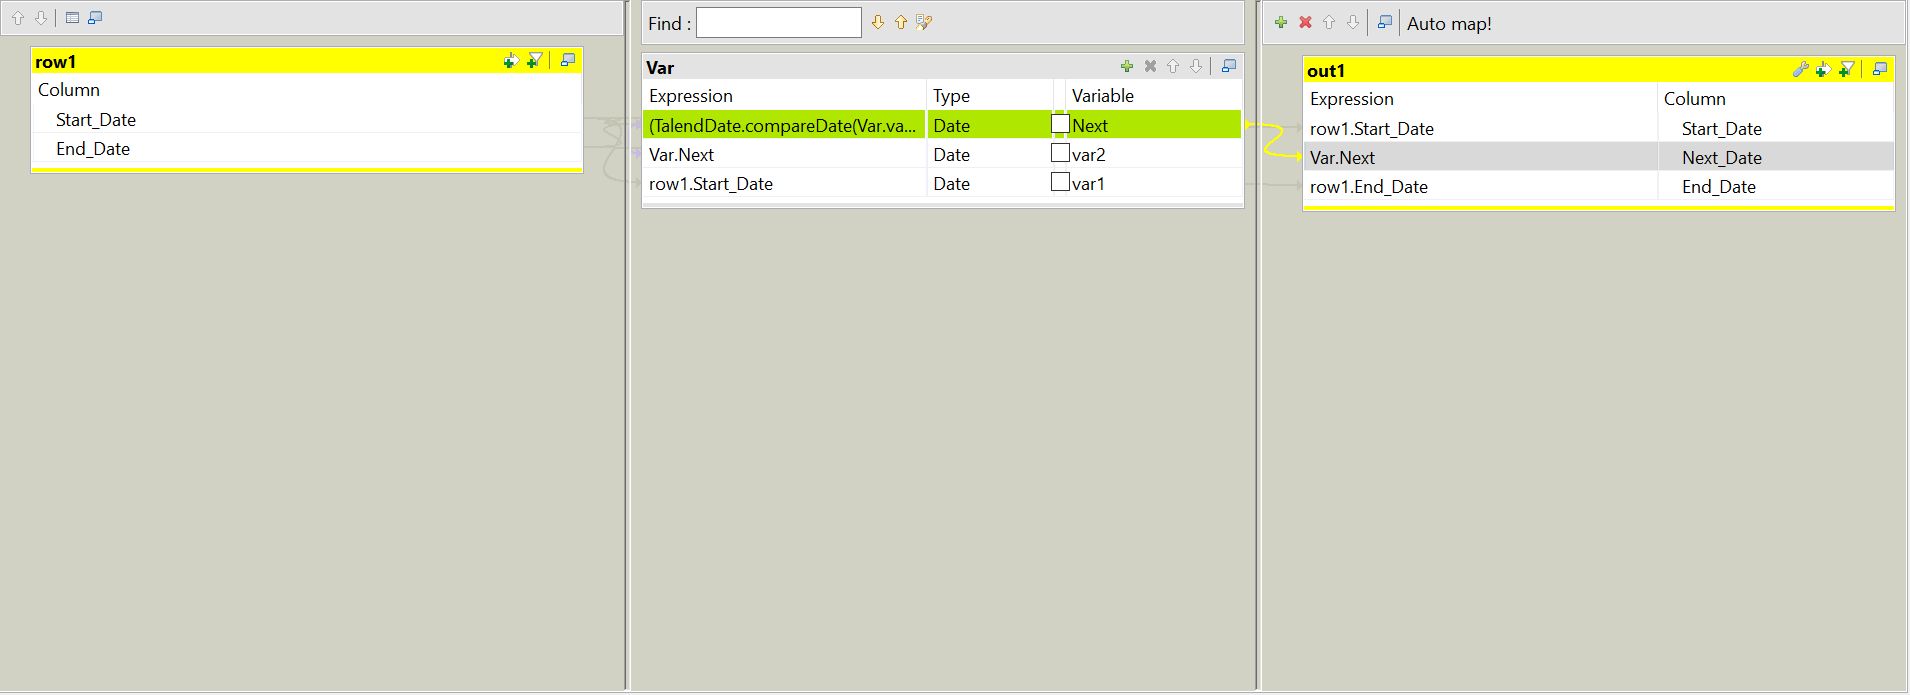 row1
Column
Start_Date
End_Date
Find :
Var
Expression Type Variable
(TalendDate.compareDate(Var.va... Date Next
Var.Next Date var2
row1.Start_Date Date var1
Auto map!
out1
Expression Column
row1.Start_Date Start_Date
Var.Next Next_Date
row1.End_Date End_Date